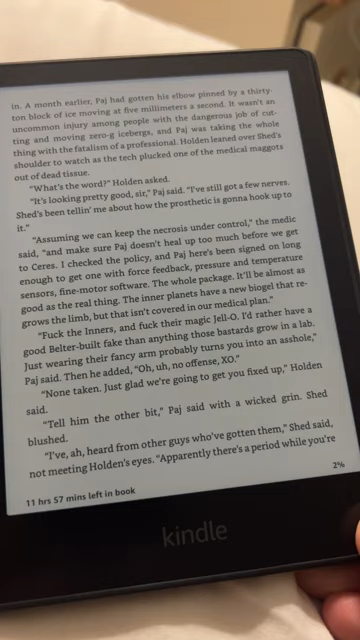 in. A month earlier, Paj had gotten his elbow pinned by a thirty-
ton block of ice moving at five millimeters a second. It wasn't an
uncommon injury among people with the dangerous job of cut-
ting and moving zero-g icebergs, and Paj was taking the whole
thing with the fatalism of a professional. Holden leaned over Shed's
shoulder to watch as the tech plucked one of the medical maggots
out of dead tissue.
"What's the word?" Holden asked.
"It's looking pretty good, sir," Paj said. "I've still got a few nerves.
Shed's been tellin' me about how the prosthetic is gonna hook up to
it."
"Assuming we can keep the necrosis under control," the medic
said, "and make sure Paj doesn't heal up too much before we get
to Ceres. I checked the policy, and Paj here's been signed on long
enough to get one with force feedback, pressure and temperature
sensors, fine-motor software. The whole package. It'll be almost as
good as the real thing. The inner planets have a new biogel that re-
grows the limb, but that isn't covered in our medical plan."
"Fuck the Inners, and fuck their magic Jell-O. I'd rather have a
good Belter-built fake than anything those bastards grow in a lab.
Just wearing their fancy arm probably turns you into an asshole,"
Paj said. Then he added, "Oh, uh, no offense, XO."
"None taken. Just glad we're going to get you fixed up," Holden
said.
"Tell him the other bit," Paj said with a wicked grin. Shed
blushed.
"I've, ah, heard from other guys who've gotten them," Shed said,
not meeting Holden's eyes. "Apparently there's a period while you're
11 hrs 57 mins left in book
2%
kindle